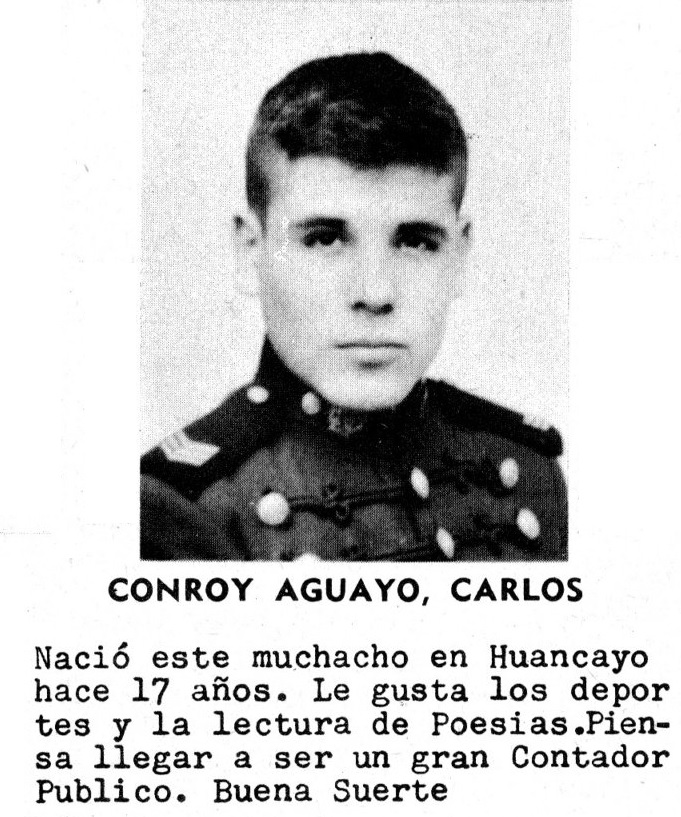 CONROY AGUAYO, CARLOS
Nació este muchacho en Huancayo
hace 17 años. Le gusta los depor
tes y la lectura de Poesias.Pien-
sa llegar a ser un gran Contador
Publico. Buena Suerte